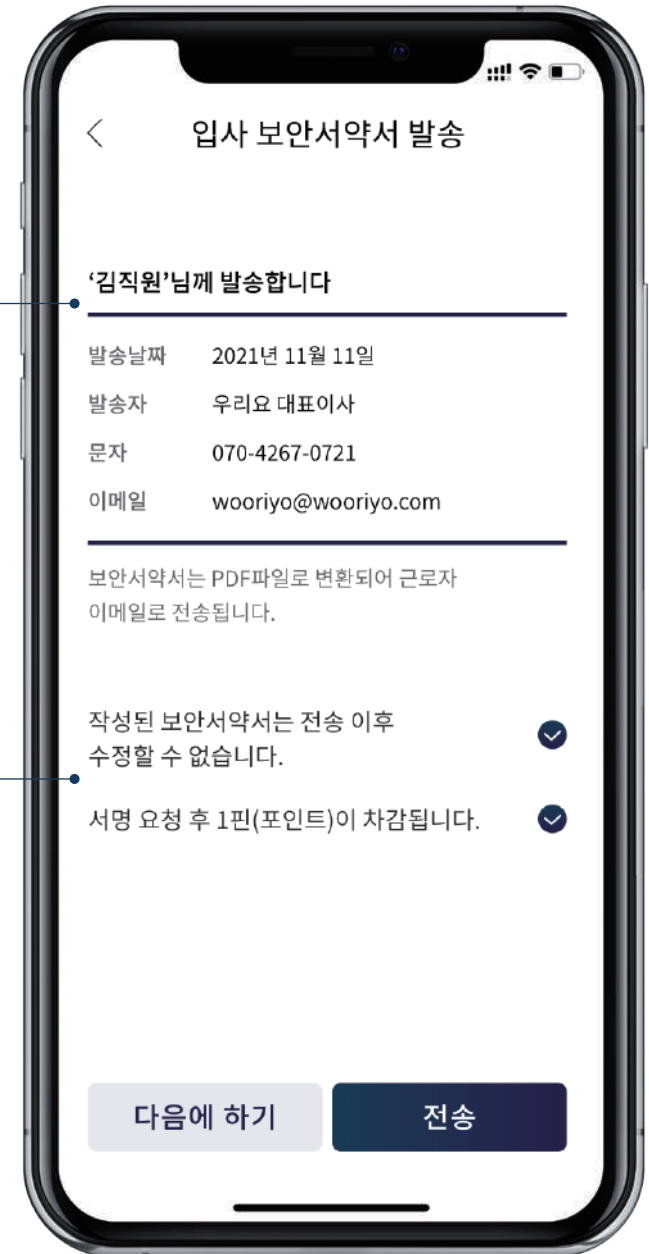 입사 보안서약서 발송
‘김직원’님께 발송합니다
발송날짜 2021년 11월 11일
발송자 우리요 대표이사
문자 070-4267-0721
이메일 wooriyo@wooriyo.com
보안서약서는 PDF파일로 변환되어 근로자
이메일로 전송됩니다.
작성된 보안서약서는 전송 이후
수정할 수 없습니다.
서명 요청 후 1핀(포인트)이 차감됩니다.
다음에 하기 전송